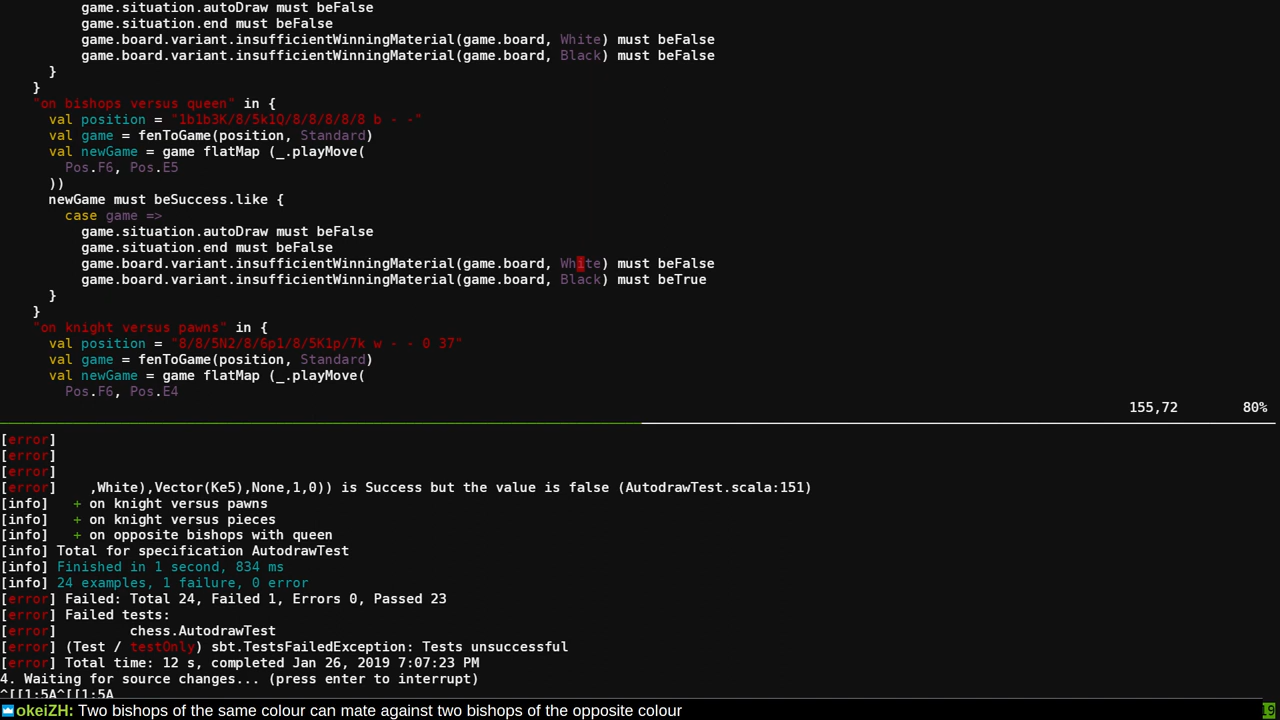 game.situation.autoDraw must beFalse
game.situation.end must beFalse
game.board.variant.insufficientWinningMaterial(game.board, White) must beFalse
game.board.variant.insufficientWinningMaterial(game.board, Black) must beFalse
}
}
"on bishops versus queen" in {
val position = "1b1b3K/8/5k1Q/8/8/8/8/8 b - -"
val game = fenToGame(position, Standard)
val newGame = game flatMap (_.playMove(
Pos.F6, Pos.E5
))
newGame must beSuccess.like {
case game =>
game.situation.autoDraw must beFalse
game.situation.end must beFalse
game.board.variant.insufficientWinningMaterial(game.board, White) must beFalse
game.board.variant.insufficientWinningMaterial(game.board, Black) must beTrue
}
}
"on knight versus pawns" in {
val position = "8/8/5N2/8/6p1/8/5K1p/7k w - - 0 37"
val game = fenToGame(position, Standard)
val newGame = game flatMap (_.playMove(
Pos.F6, Pos.E4
155,72 80%
[error]
[error]
[error]
[error] ,White),Vector(Ke5),None,1,0)) is Success but the value is false (AutodrawTest.scala:151)
[info] + on knight versus pawns
[info] + on knight versus pieces
[info] + on opposite bishops with queen
[info] Total for specification AutodrawTest
[info] Finished in 1 second, 834 ms
[info] 24 examples, 1 failure, 0 error
[error] Failed: Total 24, Failed 1, Errors 0, Passed 23
[error] Failed tests:
[error] chess.AutodrawTest
[error] (Test / testOnly) sbt.TestsFailedException: Tests unsuccessful
[error] Total time: 12 s, completed Jan 26, 2019 7:07:23 PM
4. Waiting for source changes... (press enter to interrupt)
^[[1;5A^[[1;5A
okeiZH: Two bishops of the same colour can mate against two bishops of the opposite colour